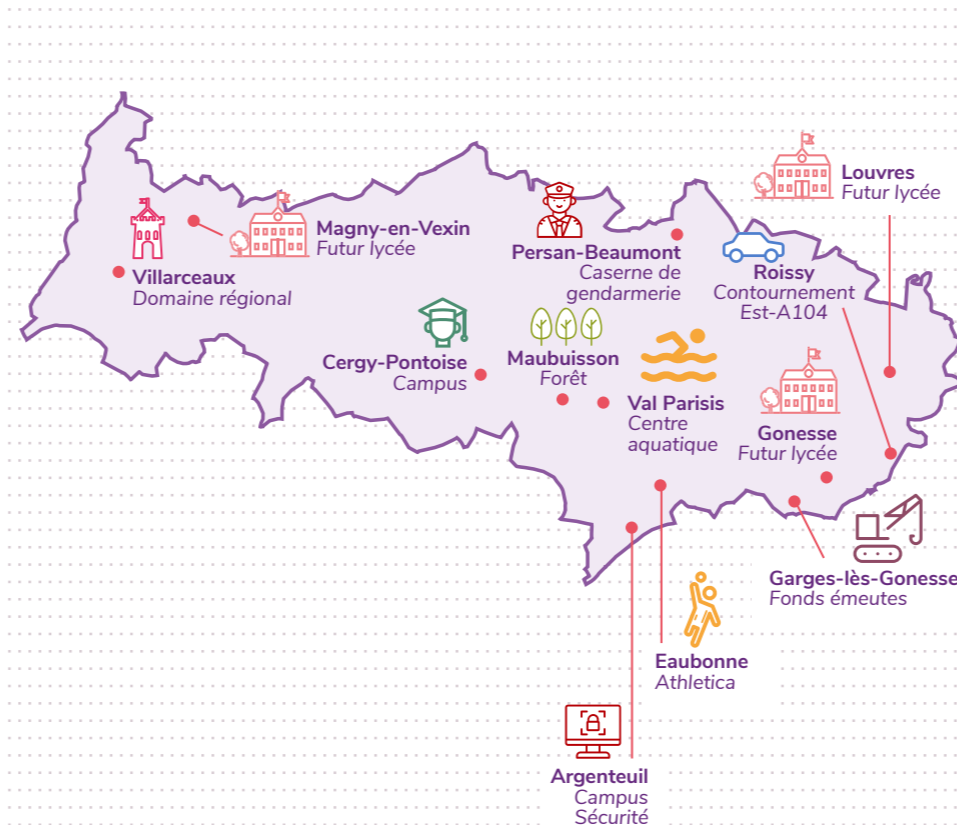 Louvres
Futur lycée
Magny-en-Vexin
Futur lycée
Persan-Beaumont
Caserne de
gendarmerie
Roissy
Contournement
Est-A104
Villarceaux
Domaine régional
Cergy-Pontoise
Campus
Maubuisson
Forêt
Val Parisis
Centre
aquatique
Gonesse
Futur lycée
Garges-lès-Gonesse
Fonds émeutes
Eaubonne
Athletica
Argenteuil
Campus
Sécurité